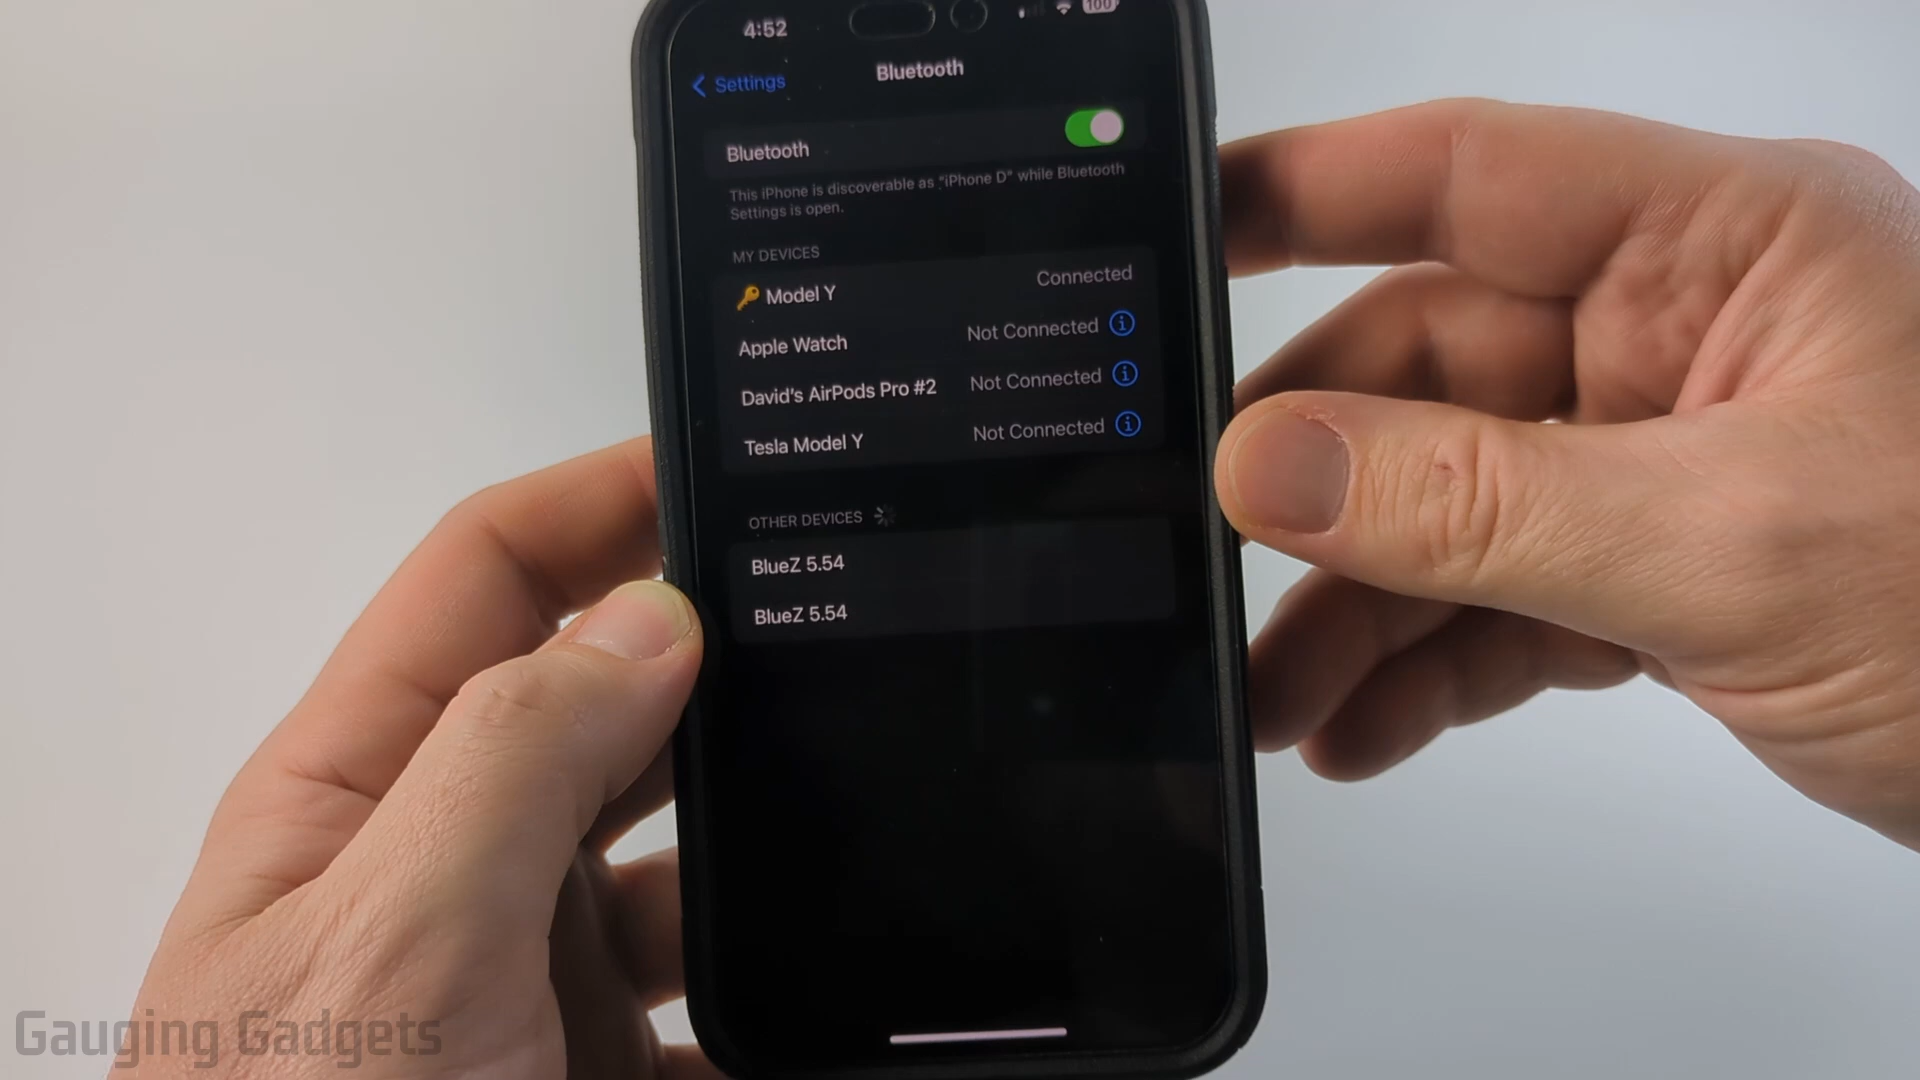 4:52
100
Settings
Bluetooth
Bluetooth
This iPhone is discoverable as "iPhone D" while Bluetooth
Settings is open.
MY DEVICES
🔑 Model Y Connected
Apple Watch Not Connected
David's AirPods Pro #2 Not Connected
Tesla Model Y Not Connected
OTHER DEVICES
BlueZ 5.54
BlueZ 5.54
Gauging Gadgets